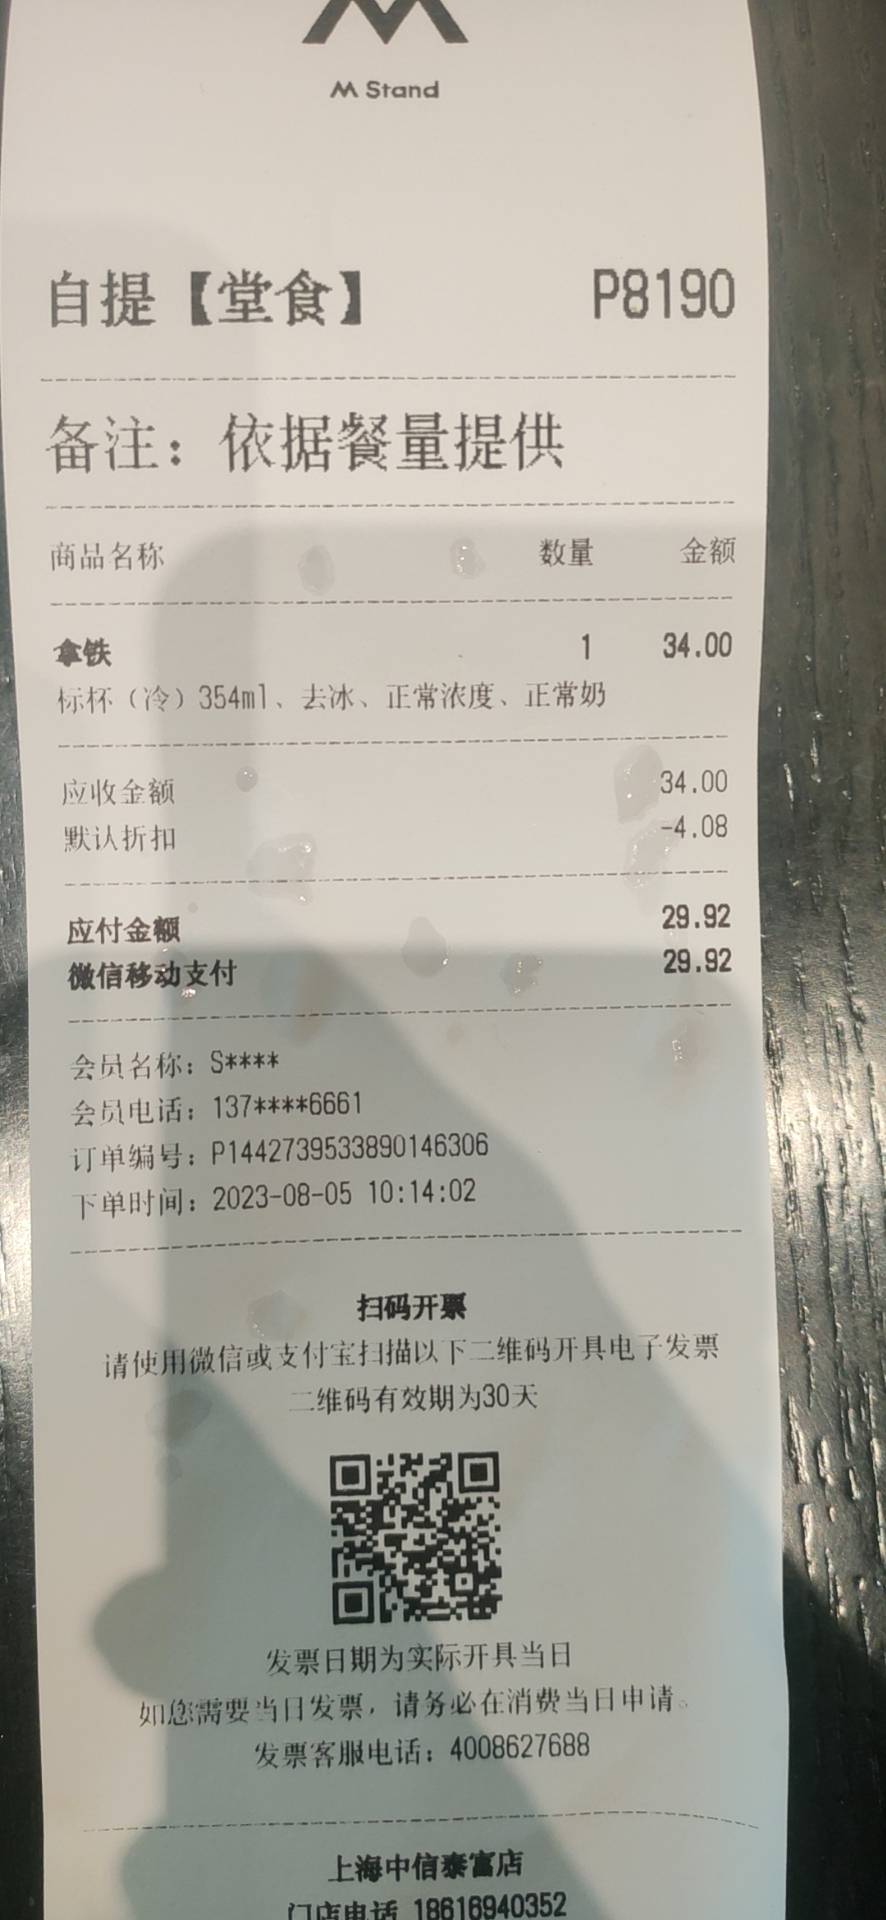 M Stand
自提【堂食】 P8190
备注：依据餐量提供
商品名称 数量 金额
拿铁 1 34.00
标杯（冷）354ml、去冰、正常浓度、正常奶
应收金额 34.00
默认折扣 -4.08
应付金额 29.92
微信移动支付 29.92
会员名称：S****
会员电话：137****6661
订单编号：P1442739533890146306
下单时间：2023-08-05 10:14:02
扫码开票
请使用微信或支付宝扫描以下二维码开具电子发票
二维码有效期为30天
发票日期为实际开具当日
如您需要当日发票，请务必在消费当日申请。
发票客服电话：4008627688
上海中信泰富店
门店电话 18616940352